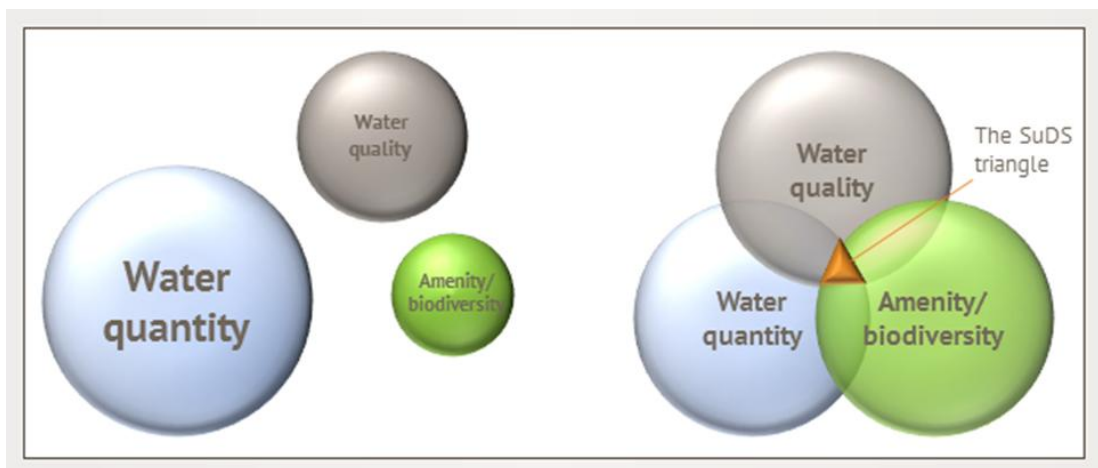 Water
quality
Water
quantity
Amenity/
biodiversity
Water
quality
The SuDS
triangle
Water
quantity
Amenity/
biodiversity